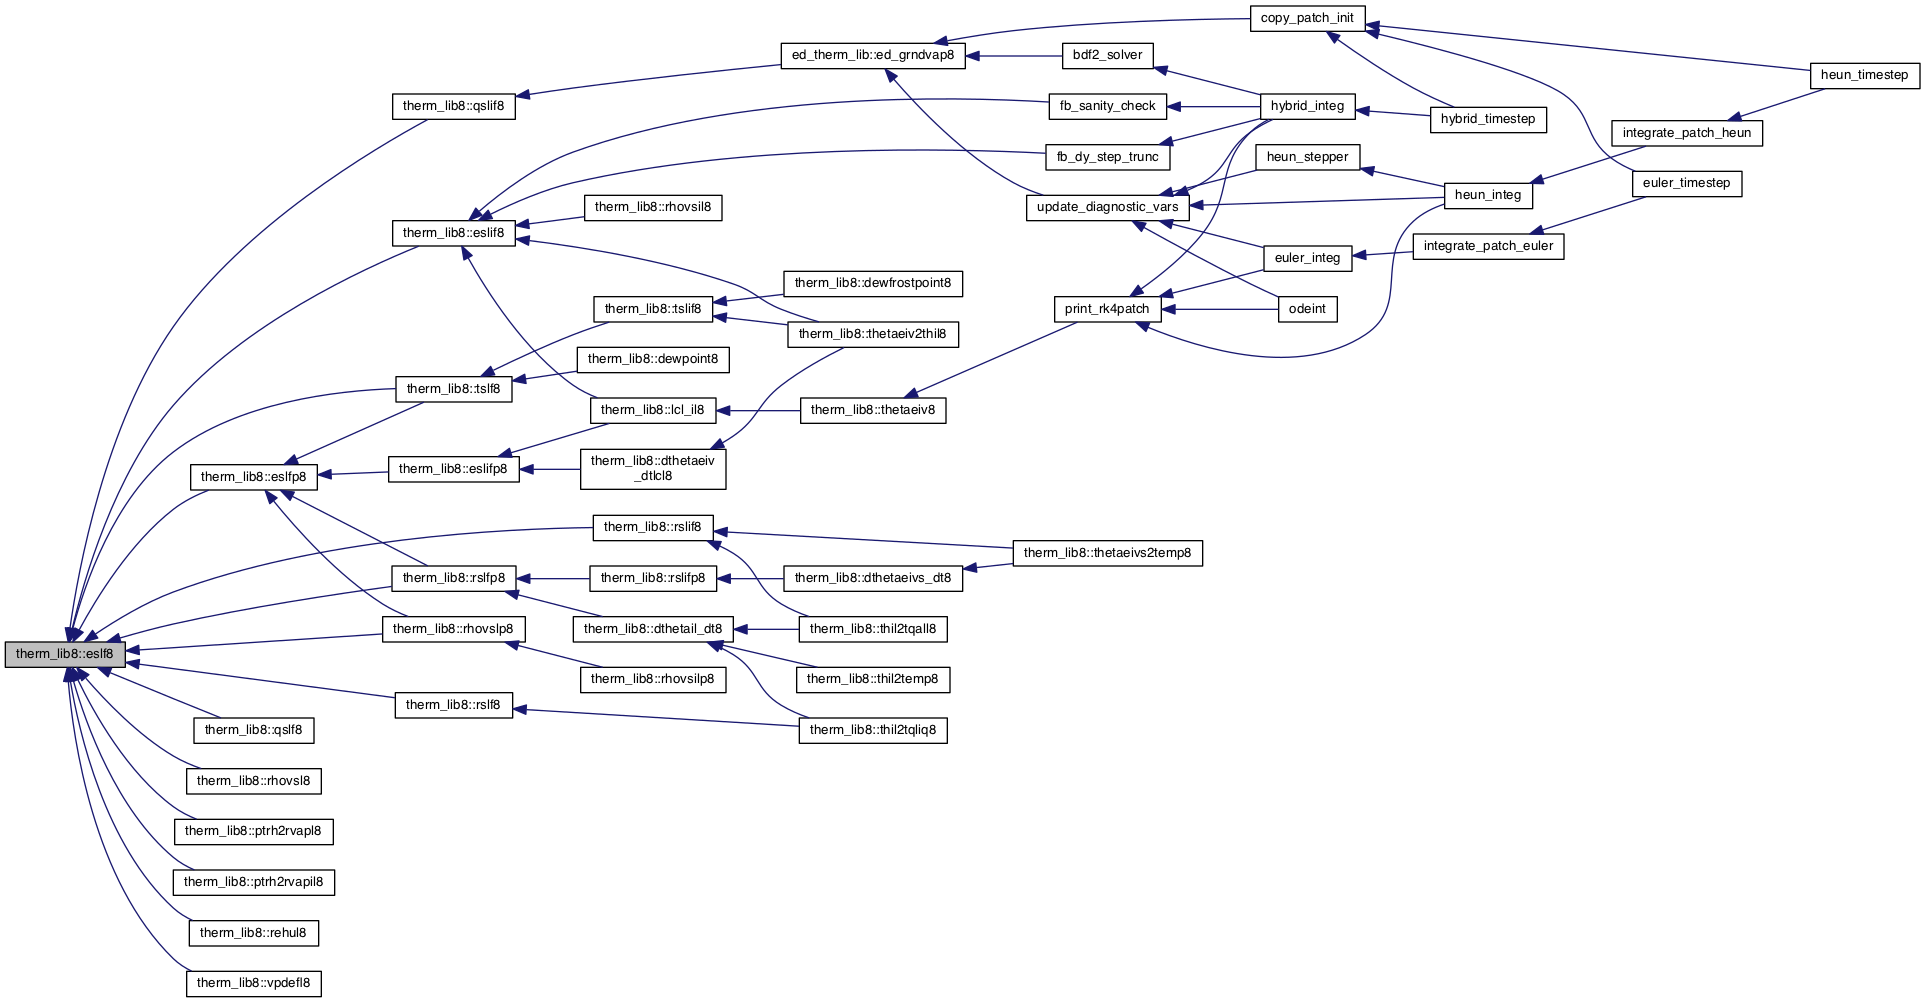 copy_patch_init
ed_therm_lib::ed_grndvap8
bdf2_solver
heun_timestep
therm_lib8::qslif8
fb_sanity_check
hybrid_integ
hybrid_timestep
integrate_patch_heun
fb_dy_step_trunc
heun_stepper
euler_timestep
heun_integ
therm_lib8::rhovsil8
update_diagnostic_vars
therm_lib8::eslif8
integrate_patch_euler
euler_integ
therm_lib8::dewfrostpoint8
therm_lib8::tslif8
print_rk4patch
odeint
therm_lib8::thetaeiv2thil8
therm_lib8::dewpoint8
therm_lib8::tslf8
therm_lib8::lcl_il8
therm_lib8::thetaeiv8
therm_lib8::eslfp8
therm_lib8::eslifp8
therm_lib8::dthetaeiv
_dtlcl8
therm_lib8::rslif8
therm_lib8::thetaeivs2temp8
therm_lib8::rslfp8
therm_lib8::rslifp8
therm_lib8::dthetaeivs_dt8
therm_lib8::rhovslp8
therm_lib8::dthetail_dt8
therm_lib8::thil2tqall8
therm_lib8::eslf8
therm_lib8::rhovsilp8
therm_lib8::thil2temp8
therm_lib8::rslf8
therm_lib8::qslf8
therm_lib8::thil2tqliq8
therm_lib8::rhovsl8
therm_lib8::ptrh2rvapl8
therm_lib8::ptrh2rvapil8
therm_lib8::rehul8
therm_lib8::vpdefl8